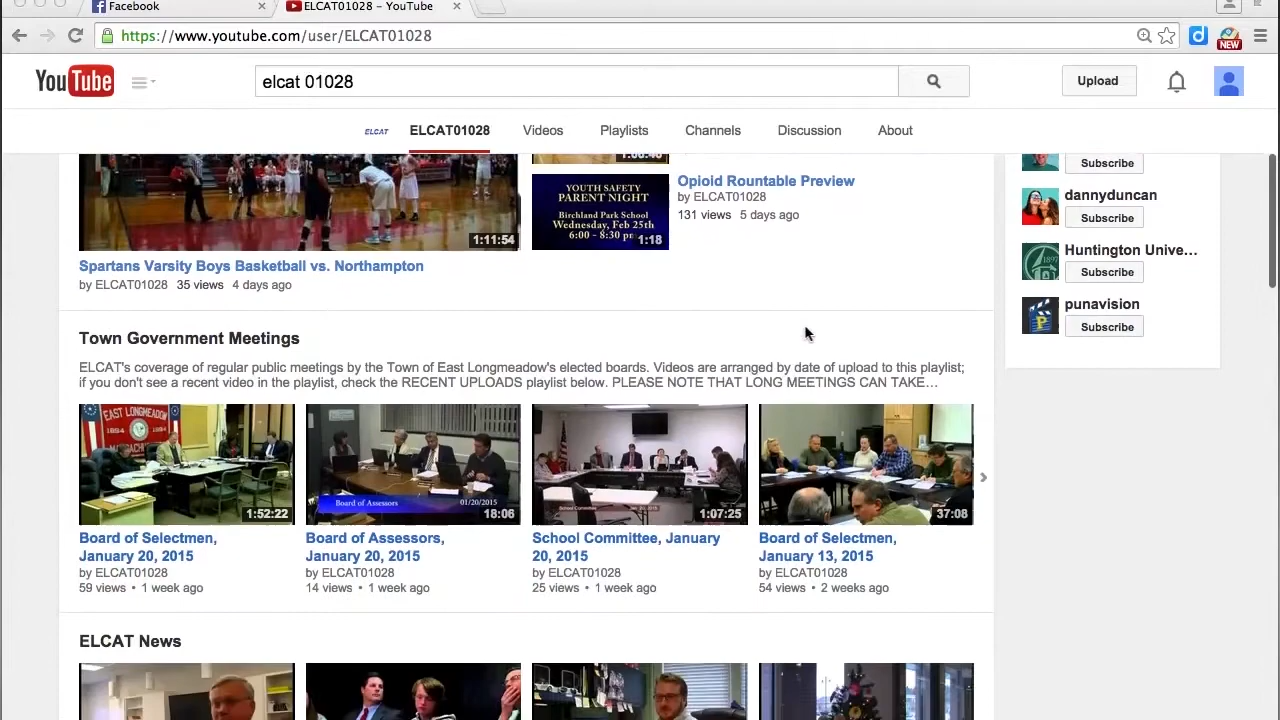 Facebook
ELCAT01028 - YouTube
https://www.youtube.com/user/ELCAT01028
NEW
YouTube
elcat 01028
Upload
ELCAT
ELCAT01028
Videos
Playlists
Channels
Discussion
About
1:11:54
Spartans Varsity Boys Basketball vs. Northampton
by ELCAT01028 35 views 4 days ago
YOUTH SAFETY
PARENT NIGHT
Birchland Park School
Wednesday, Feb 25th
6:00 - 8:30 pm
1:18
Opioid Roundtable Preview
by ELCAT01028
131 views 5 days ago
Subscribe
dannyduncan
Subscribe
Huntington Unive…
Subscribe
punavision
Subscribe
Town Government Meetings
ELCAT's coverage of regular public meetings by the Town of East Longmeadow's elected boards. Videos are arranged by date of upload to this playlist;
if you don't see a recent video in the playlist, check the RECENT UPLOADS playlist below. PLEASE NOTE THAT LONG MEETINGS CAN TAKE…
EAST LONGMEADOW
1894 1894
1:52:22
Board of Selectmen,
January 20, 2015
by ELCAT01028
59 views • 1 week ago
Board of Assessors 01/20/2015
18:06
Board of Assessors,
January 20, 2015
by ELCAT01028
14 views • 1 week ago
School Committee
1:07:25
School Committee, January
20, 2015
by ELCAT01028
25 views • 1 week ago
37:08
Board of Selectmen,
January 13, 2015
by ELCAT01028
54 views • 2 weeks ago
ELCAT News